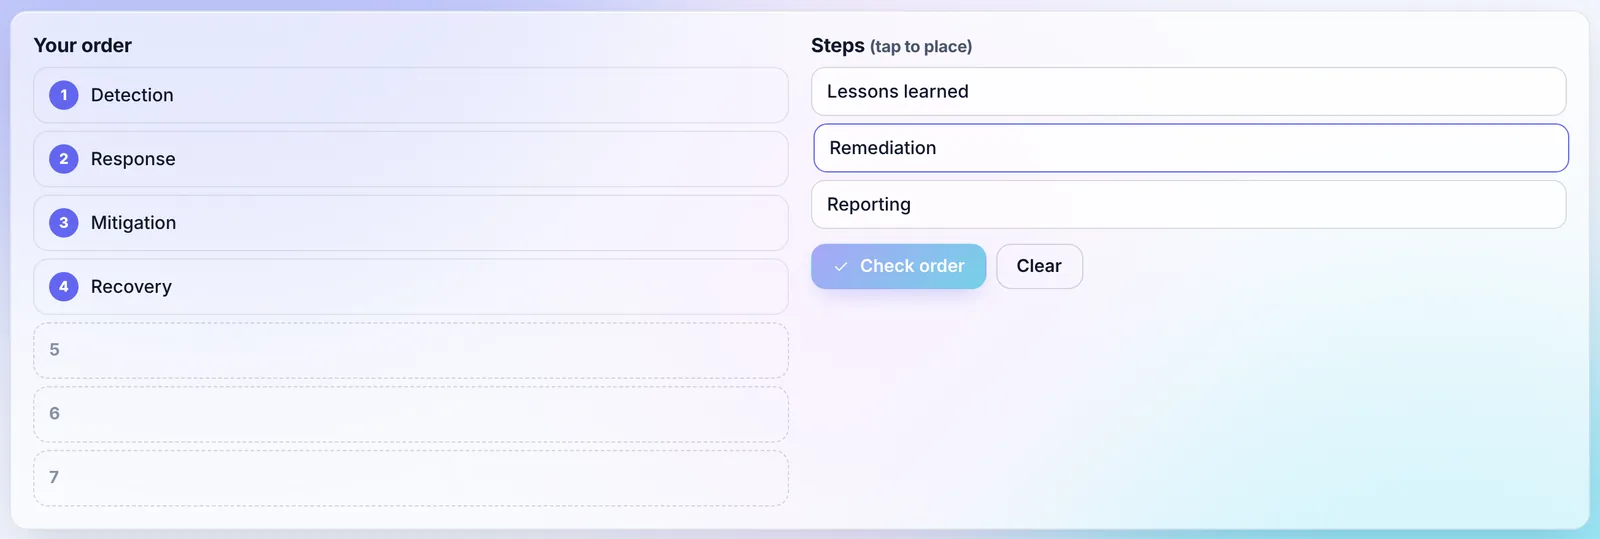 Your order
1 Detection
2 Response
3 Mitigation
4 Recovery
5
6
7
Steps (tap to place)
Lessons learned
Remediation
Reporting
✓ Check order
Clear